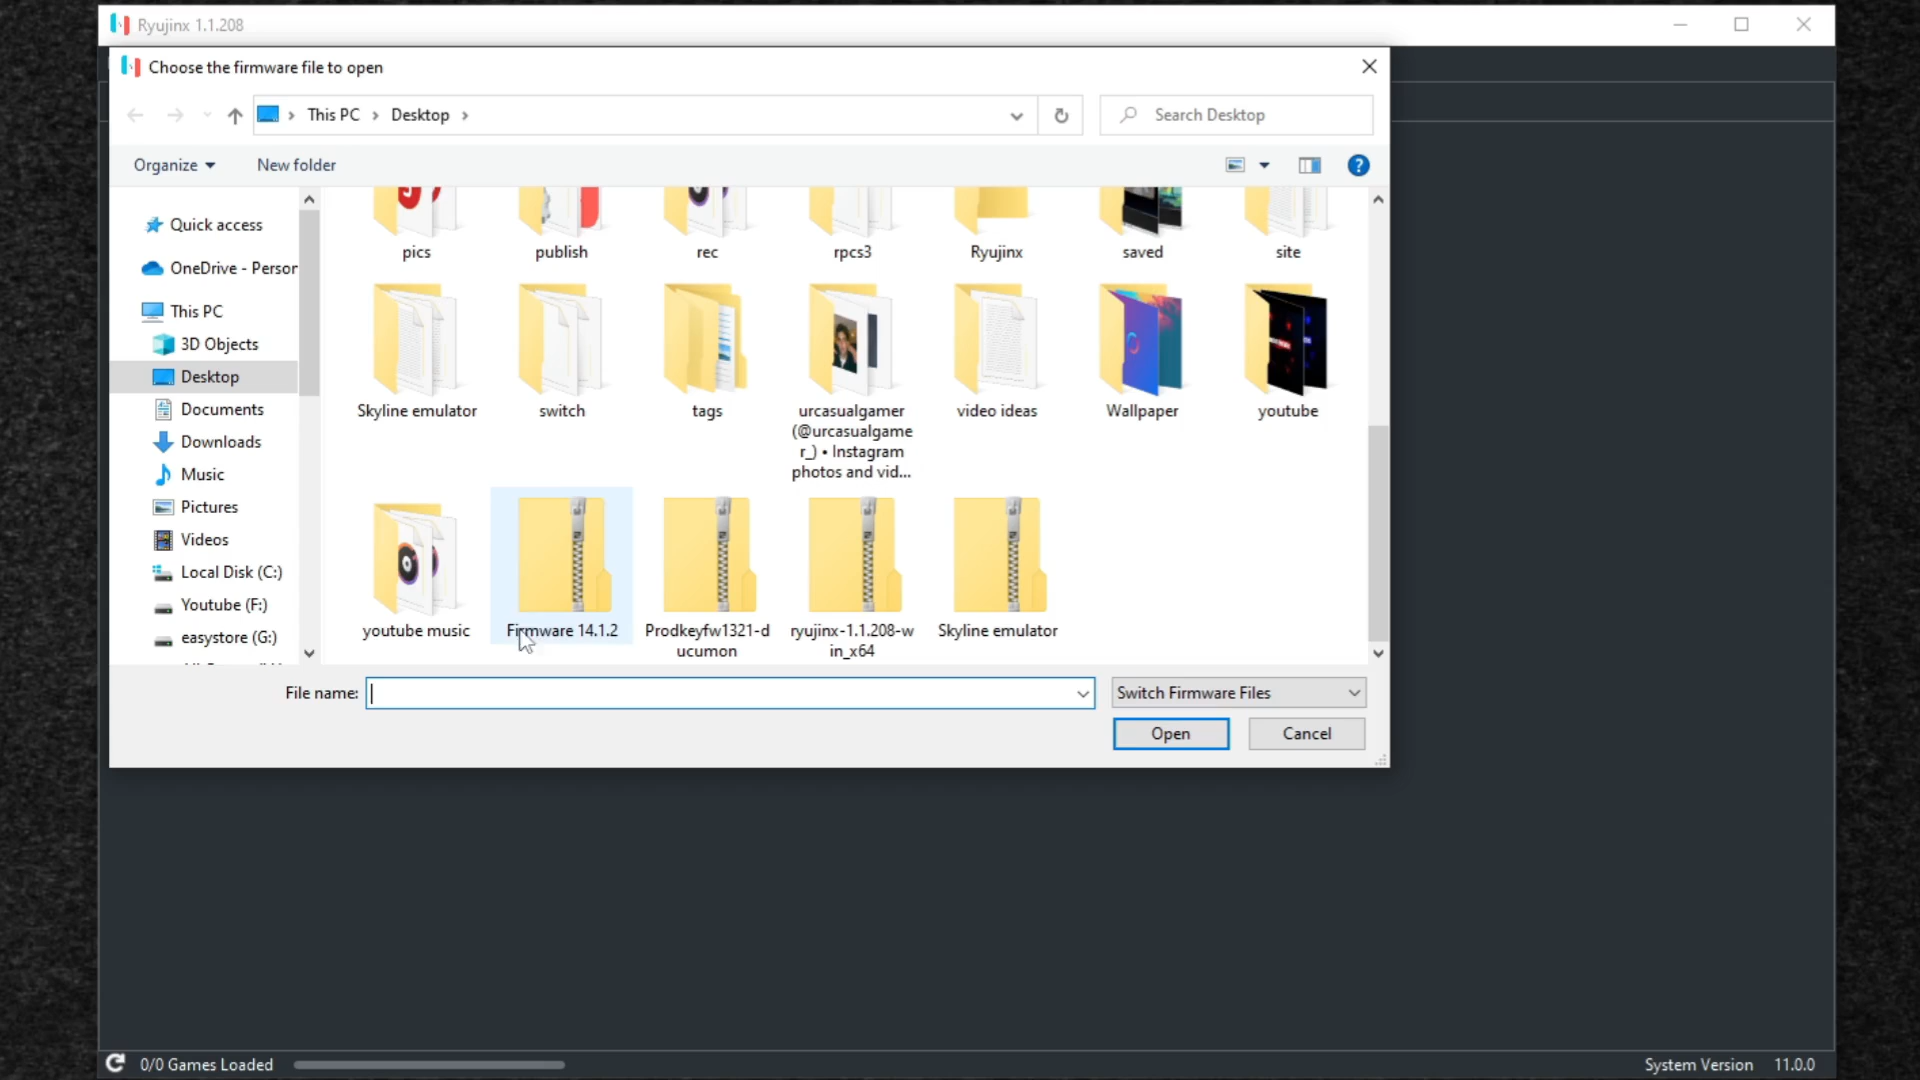 Ryujinx 1.1.208
Choose the firmware file to open
This PC
Desktop
Search Desktop
Organize
New folder
Quick access
OneDrive - Person
This PC
3D Objects
Desktop
Documents
Downloads
Music
Pictures
Videos
Local Disk (C:)
Youtube (F:)
easystore (G:)
pics
publish
rec
rpcs3
Ryujinx
saved
site
Skyline emulator
switch
tags
urcasualgamer
(@urcasualgame
r_) • Instagram
photos and vid...
video ideas
Wallpaper
youtube
youtube music
Firmware 14.1.2
Prodkeyfw1321-d
ucumon
ryujinx-1.1.208-w
in_x64
Skyline emulator
File name:
Switch Firmware Files
Open
Cancel
0/0 Games Loaded
System Version 11.0.0